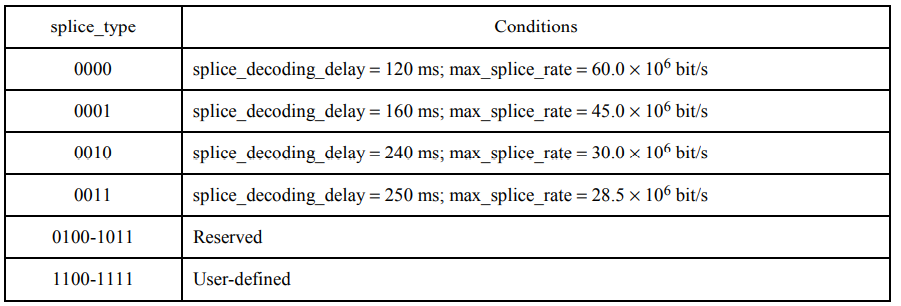 splice_type Conditions
0000 splice_decoding_delay = 120 ms; max_splice_rate = 60.0 × 10⁶ bit/s
0001 splice_decoding_delay = 160 ms; max_splice_rate = 45.0 × 10⁶ bit/s
0010 splice_decoding_delay = 240 ms; max_splice_rate = 30.0 × 10⁶ bit/s
0011 splice_decoding_delay = 250 ms; max_splice_rate = 28.5 × 10⁶ bit/s
0100-1011 Reserved
1100-1111 User-defined